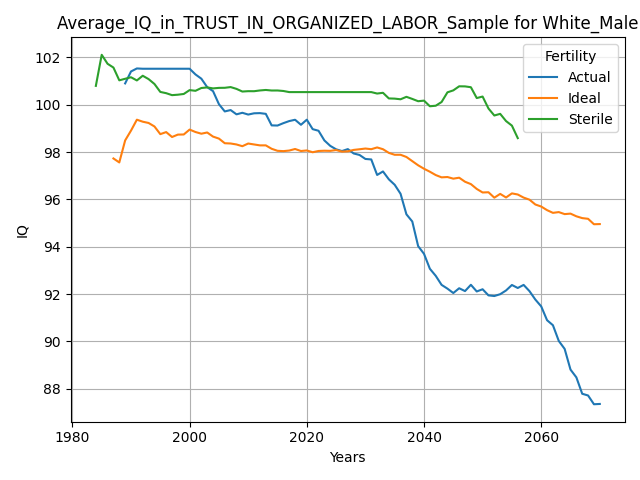 Average_IQ_in_TRUST_IN_ORGANIZED_LABOR_Sample for White_Male
Fertility
Actual
Ideal
Sterile
102
100
98
96
94
92
90
88
IQ
1980
2000
2020
2040
2060
Years